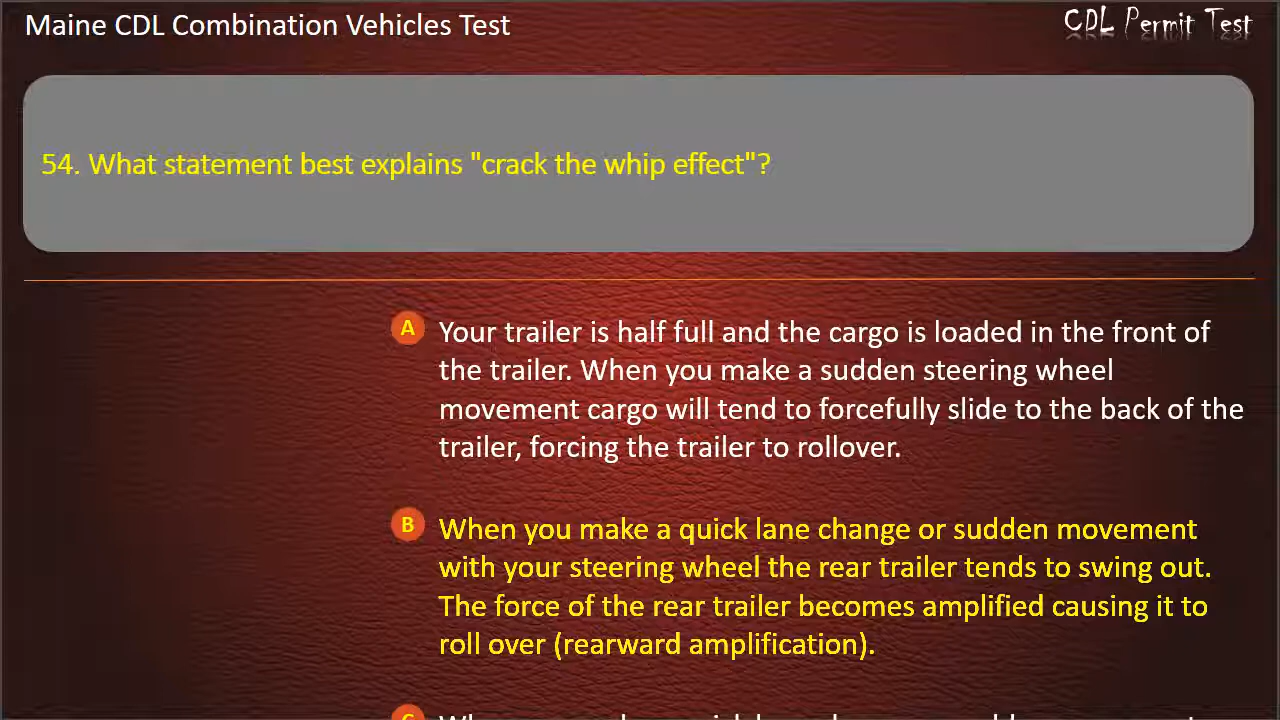 Maine CDL Combination Vehicles Test
CDL Permit Test
54. What statement best explains "crack the whip effect"?
A Your trailer is half full and the cargo is loaded in the front of
the trailer. When you make a sudden steering wheel
movement cargo will tend to forcefully slide to the back of the
trailer, forcing the trailer to rollover.
B When you make a quick lane change or sudden movement
with your steering wheel the rear trailer tends to swing out.
The force of the rear trailer becomes amplified causing it to
roll over (rearward amplification).